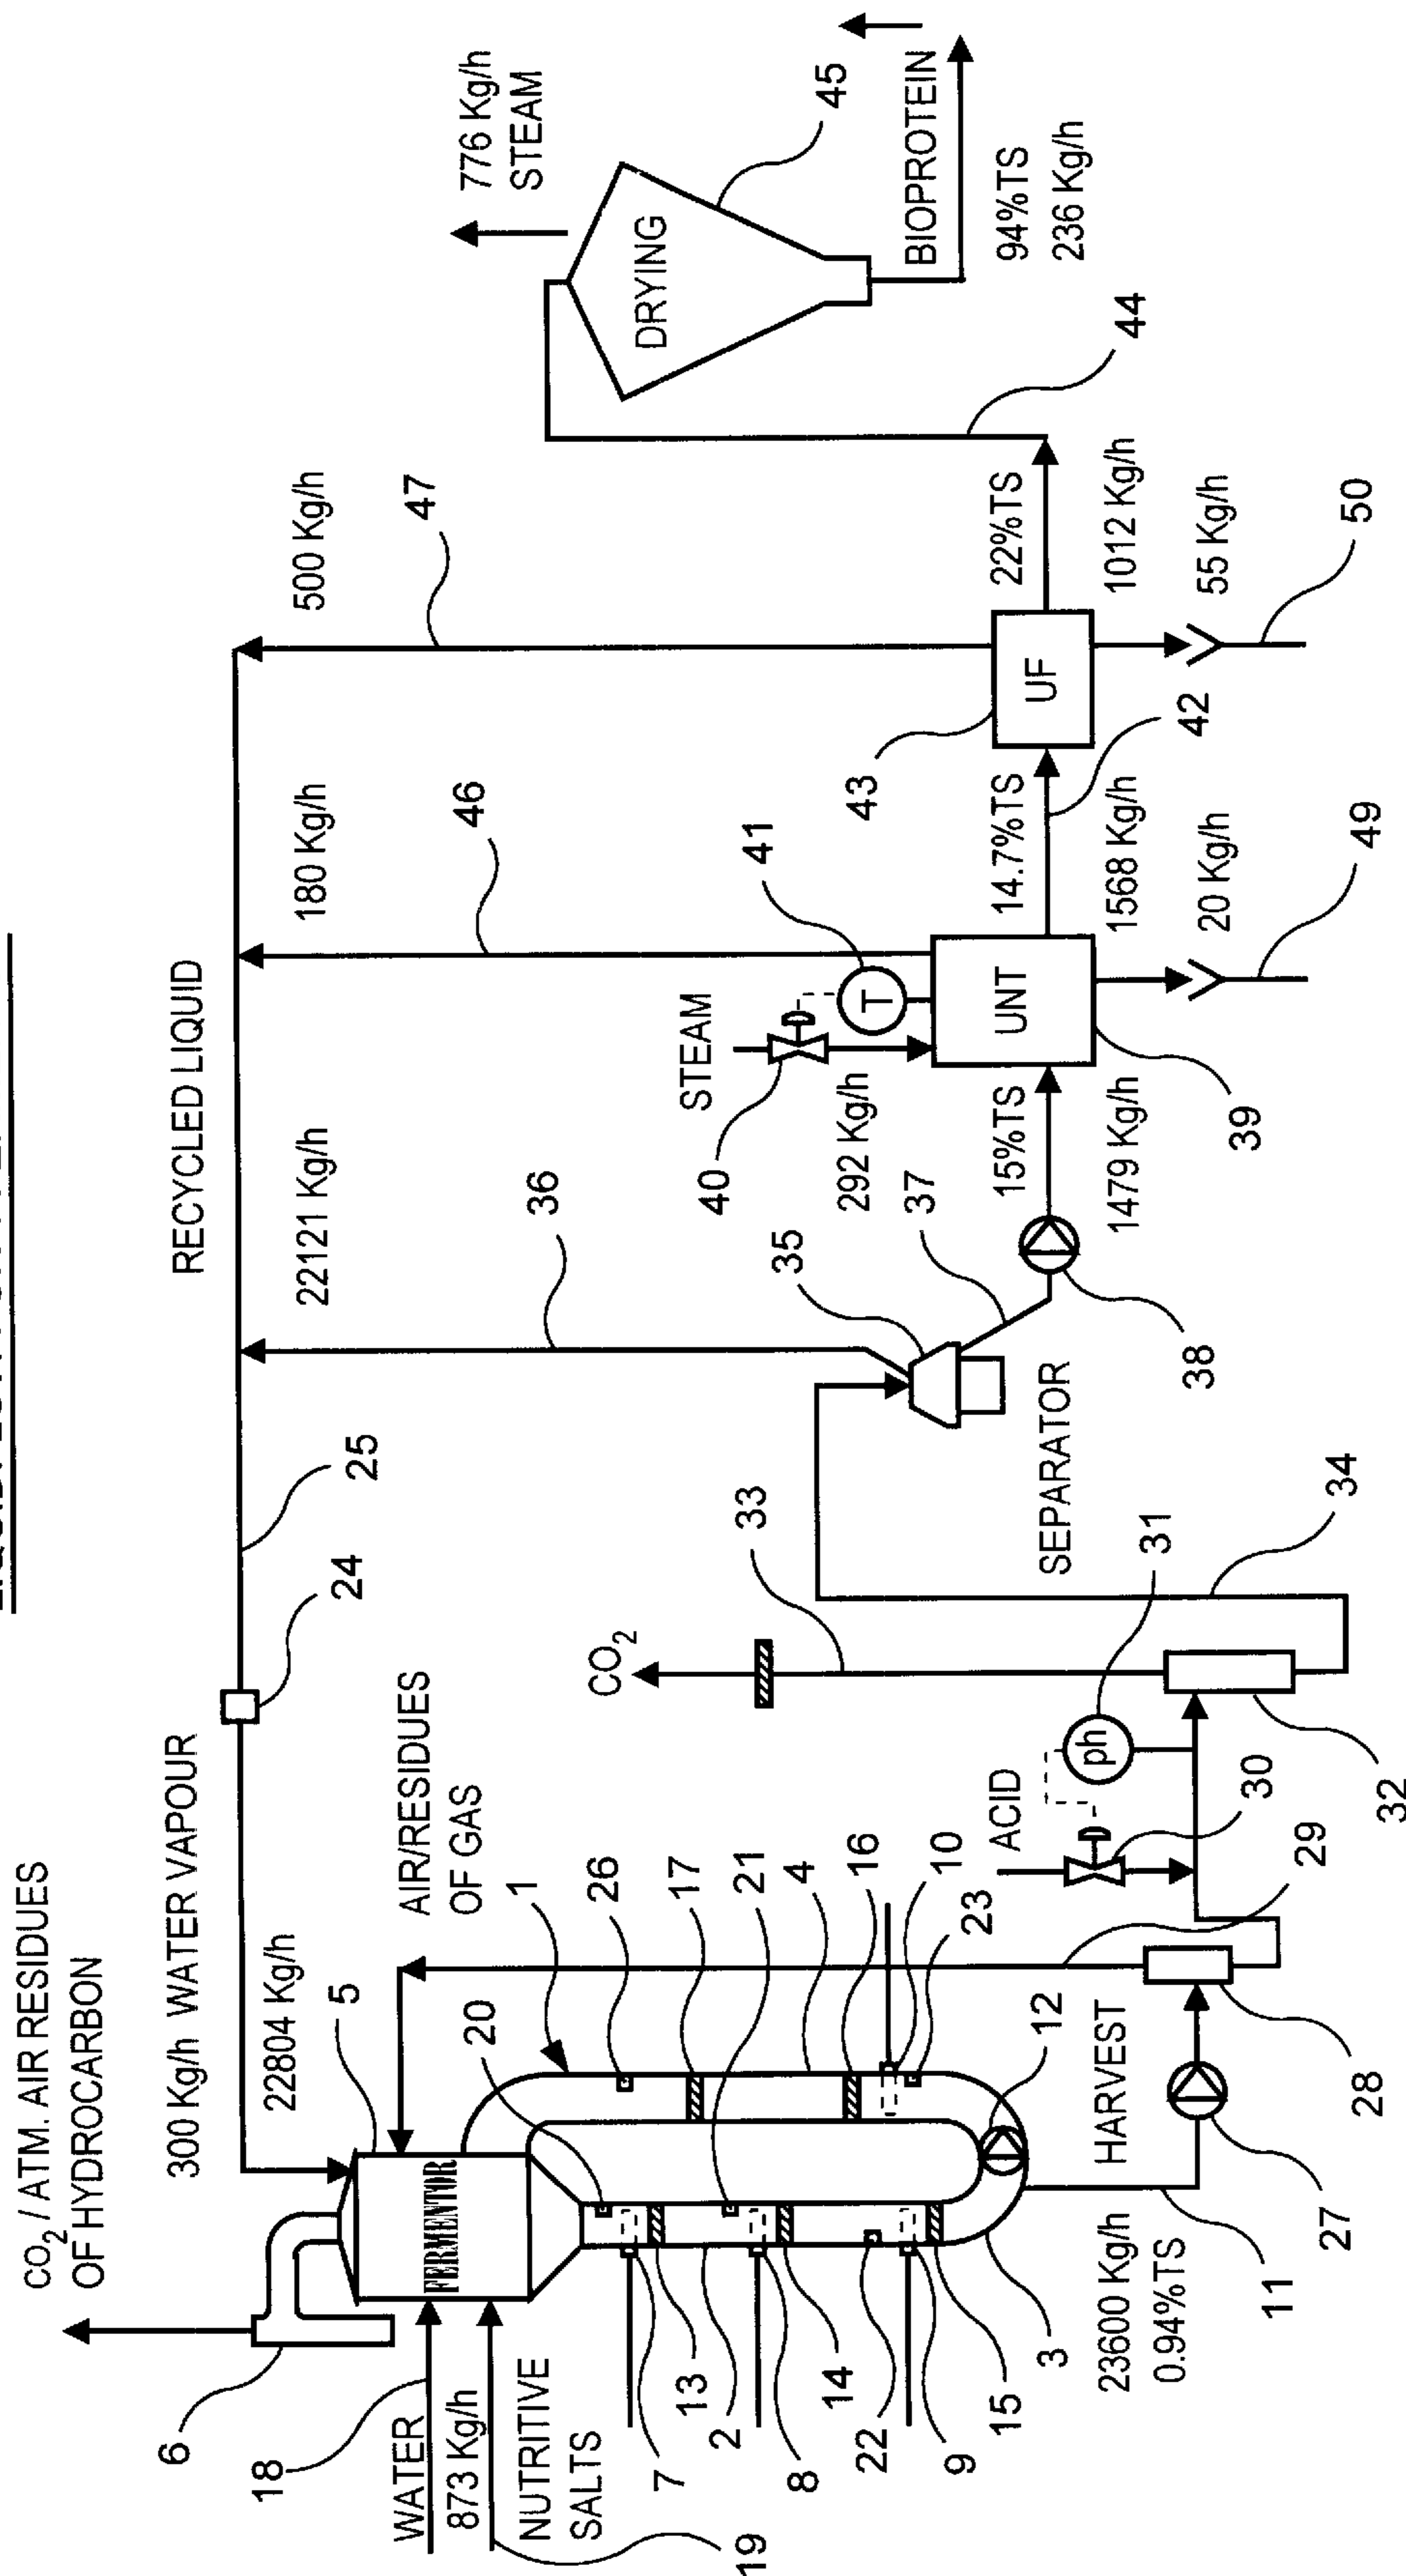 CO2 / ATM. AIR RESIDUES
OF HYDROCARBON
300 Kg/h WATER VAPOUR
22804 Kg/h
RECYCLED LIQUID
22121 Kg/h
180 Kg/h
500 Kg/h
776 Kg/h
STEAM
6
5
24
25
36
46
47
45
DRYING
BIOPROTEIN
94%TS
236 Kg/h
44
18
WATER
873 Kg/h
NUTRITIVE
SALTS
19
FERMENTOR
20
AIR/RESIDUES
OF GAS
1
26
17
21
4
16
10
23
7
13
2
8
14
22
9
15
3
12
HARVEST
23600 Kg/h
0.94%TS
11
27
28
29
ACID
30
ph
31
32
CO2
33
34
SEPARATOR
35
37
38
STEAM
40
292 Kg/h
T
41
15%TS
1479 Kg/h
UNT
39
14.7%TS
1568 Kg/h
20 Kg/h
49
42
43
UF
22%TS
1012 Kg/h
55 Kg/h
50